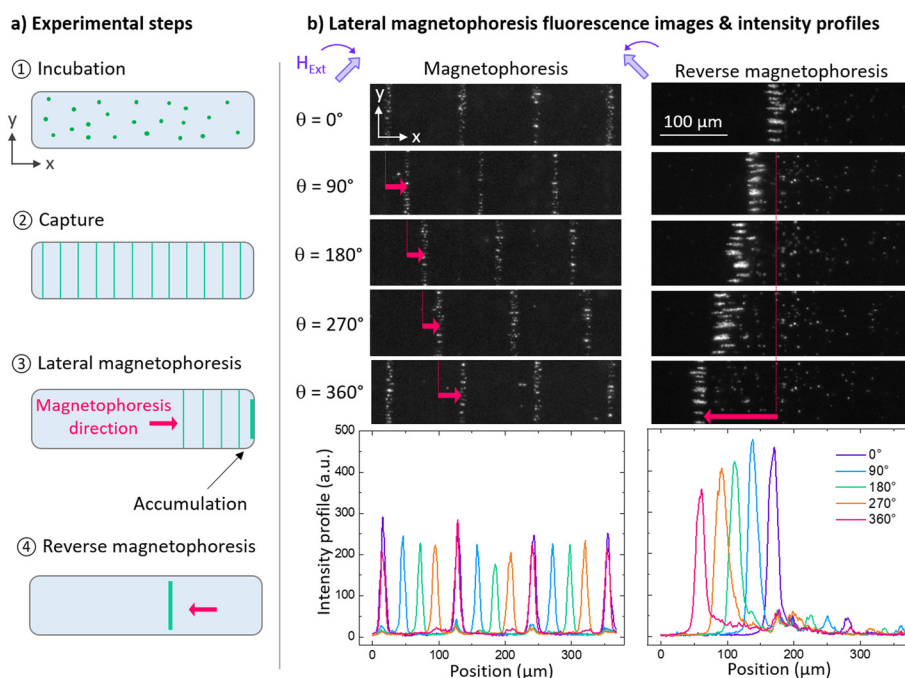 a) Experimental steps
① Incubation
y
x
② Capture
③ Lateral magnetophoresis
Magnetophoresis
direction
Accumulation
④ Reverse magnetophoresis
b) Lateral magnetophoresis fluorescence images & intensity profiles
H_Ext
Magnetophoresis
Reverse magnetophoresis
θ = 0°
y
x
100 µm
θ = 90°
θ = 180°
θ = 270°
θ = 360°
Intensity profile (a.u.)
500
400
300
200
100
0
0 100 200 300
Position (µm)
0°
90°
180°
270°
360°
0 100 200 300
Position (µm)